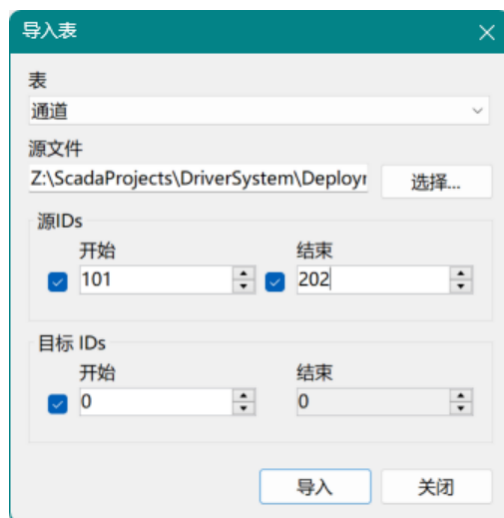 导入表
表
通道
源文件
Z:\ScadaProjects\DriverSystem\Deployr
选择...
源IDs
开始
结束
101
202
目标 IDs
开始
结束
0
0
导入
关闭